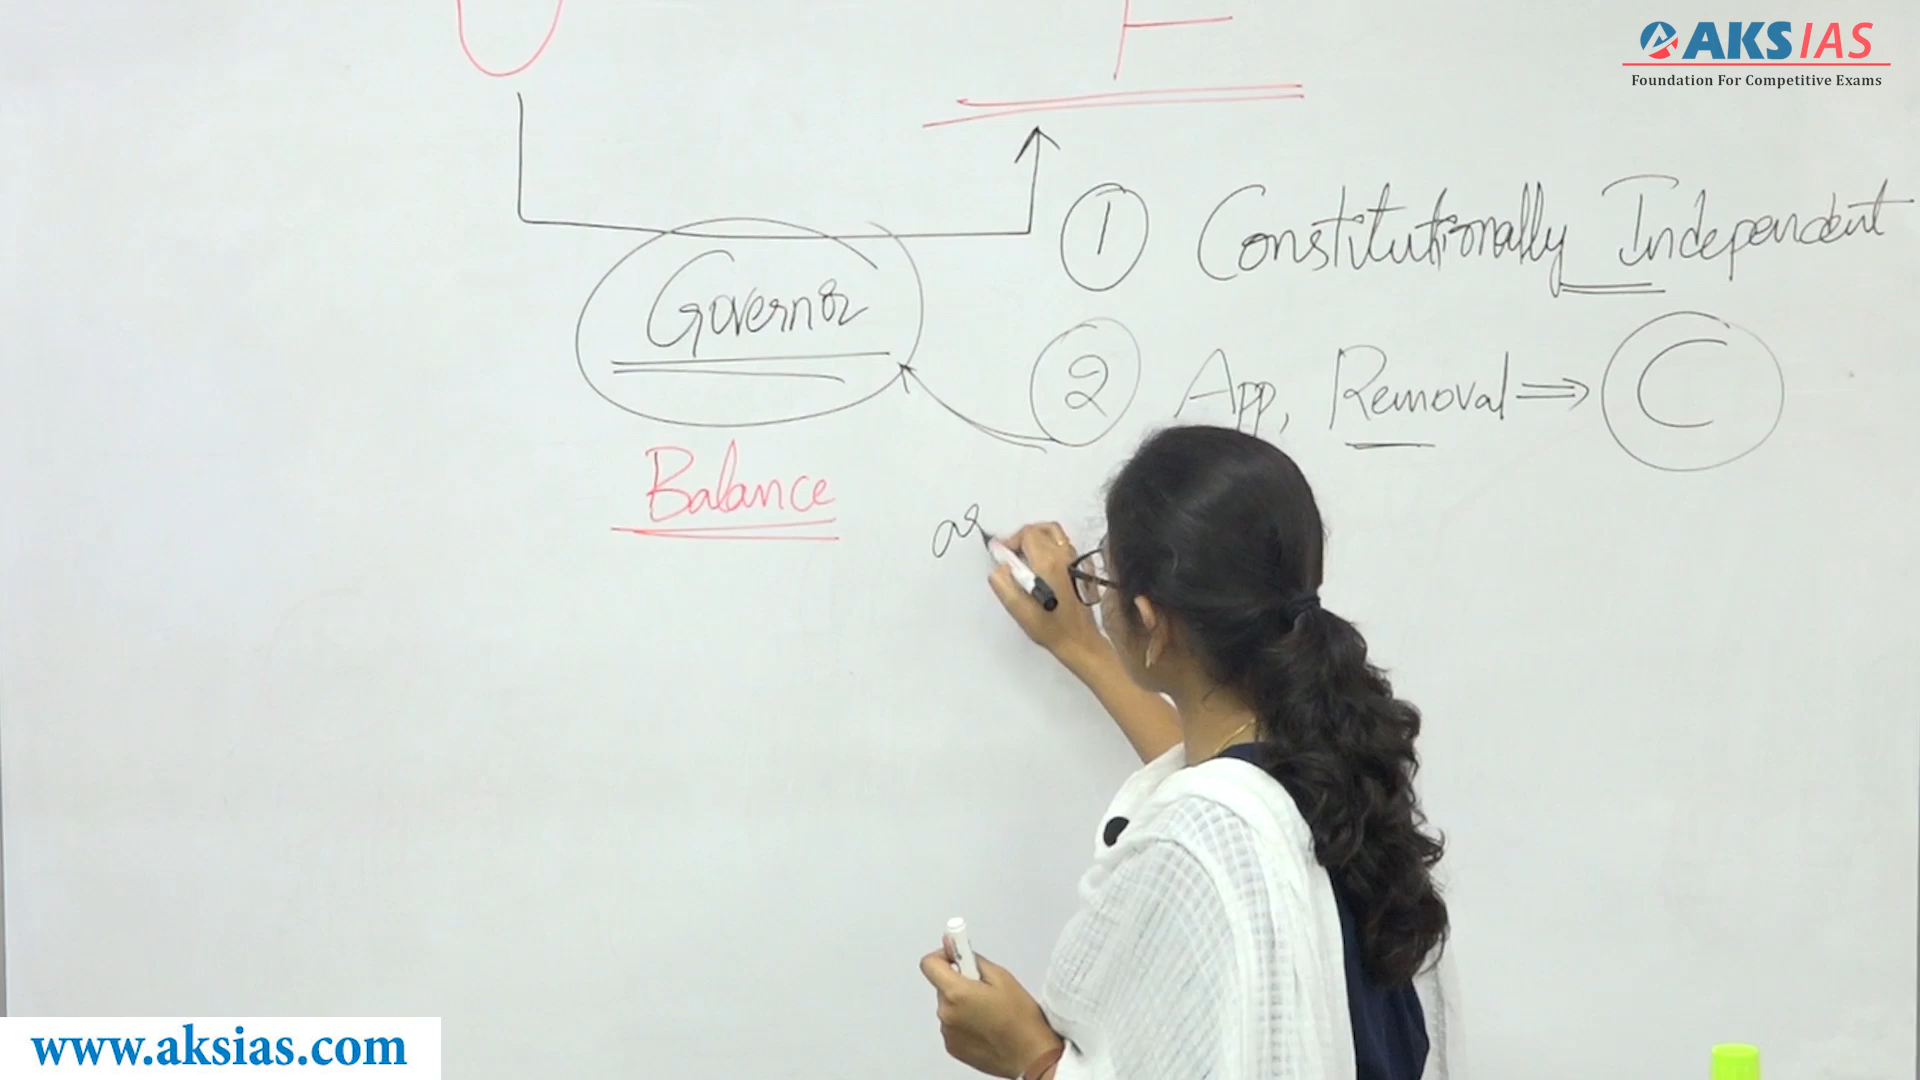 AKS IAS
Foundation For Competitive Exams
U
F
① Constitutionally Independent
Governor
② App, Removal ⇒ C
Balance
www.aksias.com